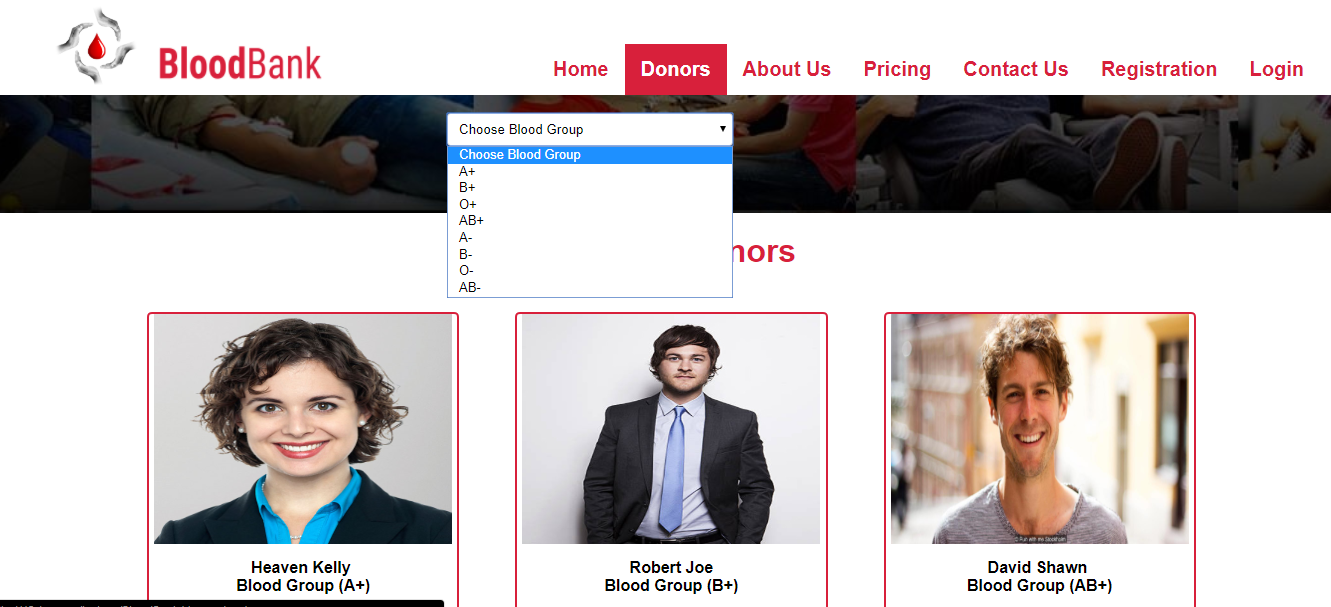 BloodBank
Home Donors About Us Pricing Contact Us Registration Login
Choose Blood Group
Choose Blood Group
A+
B+
O+
AB+
A-
B-
O-
AB-
nors
Heaven Kelly
Blood Group (A+)
Robert Joe
Blood Group (B+)
David Shawn
Blood Group (AB+)